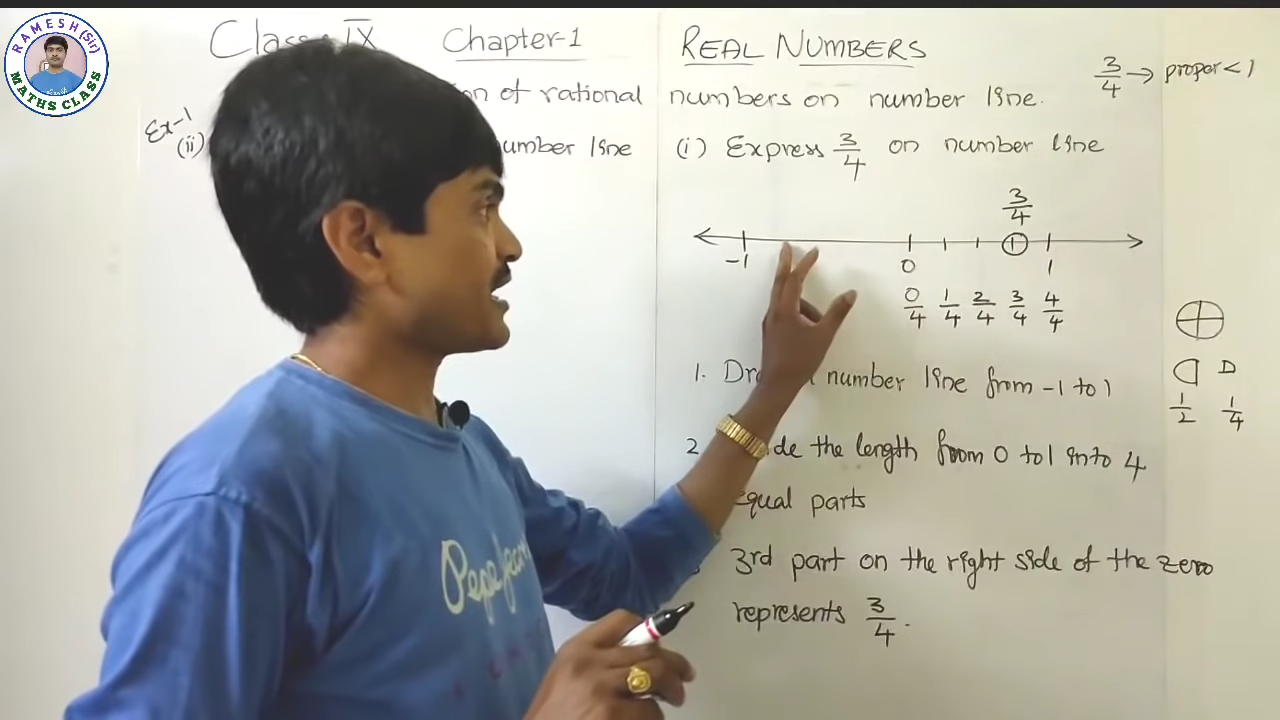 RAMESH (Sir)
MATHS CLASS
Class IX
Chapter-1
REAL NUMBERS
3/4 → proper < 1
of rational numbers on number line.
Ex-1
(ii)
number line
(i) Express 3/4 on number line
3/4
-1 0 1
0/4 1/4 2/4 3/4 4/4
1. number line from -1 to 1
1/2 1/4
2 the length from 0 to 1 into 4
equal parts
3rd part on the right side of the zero
represents 3/4.
Pepe Jeans